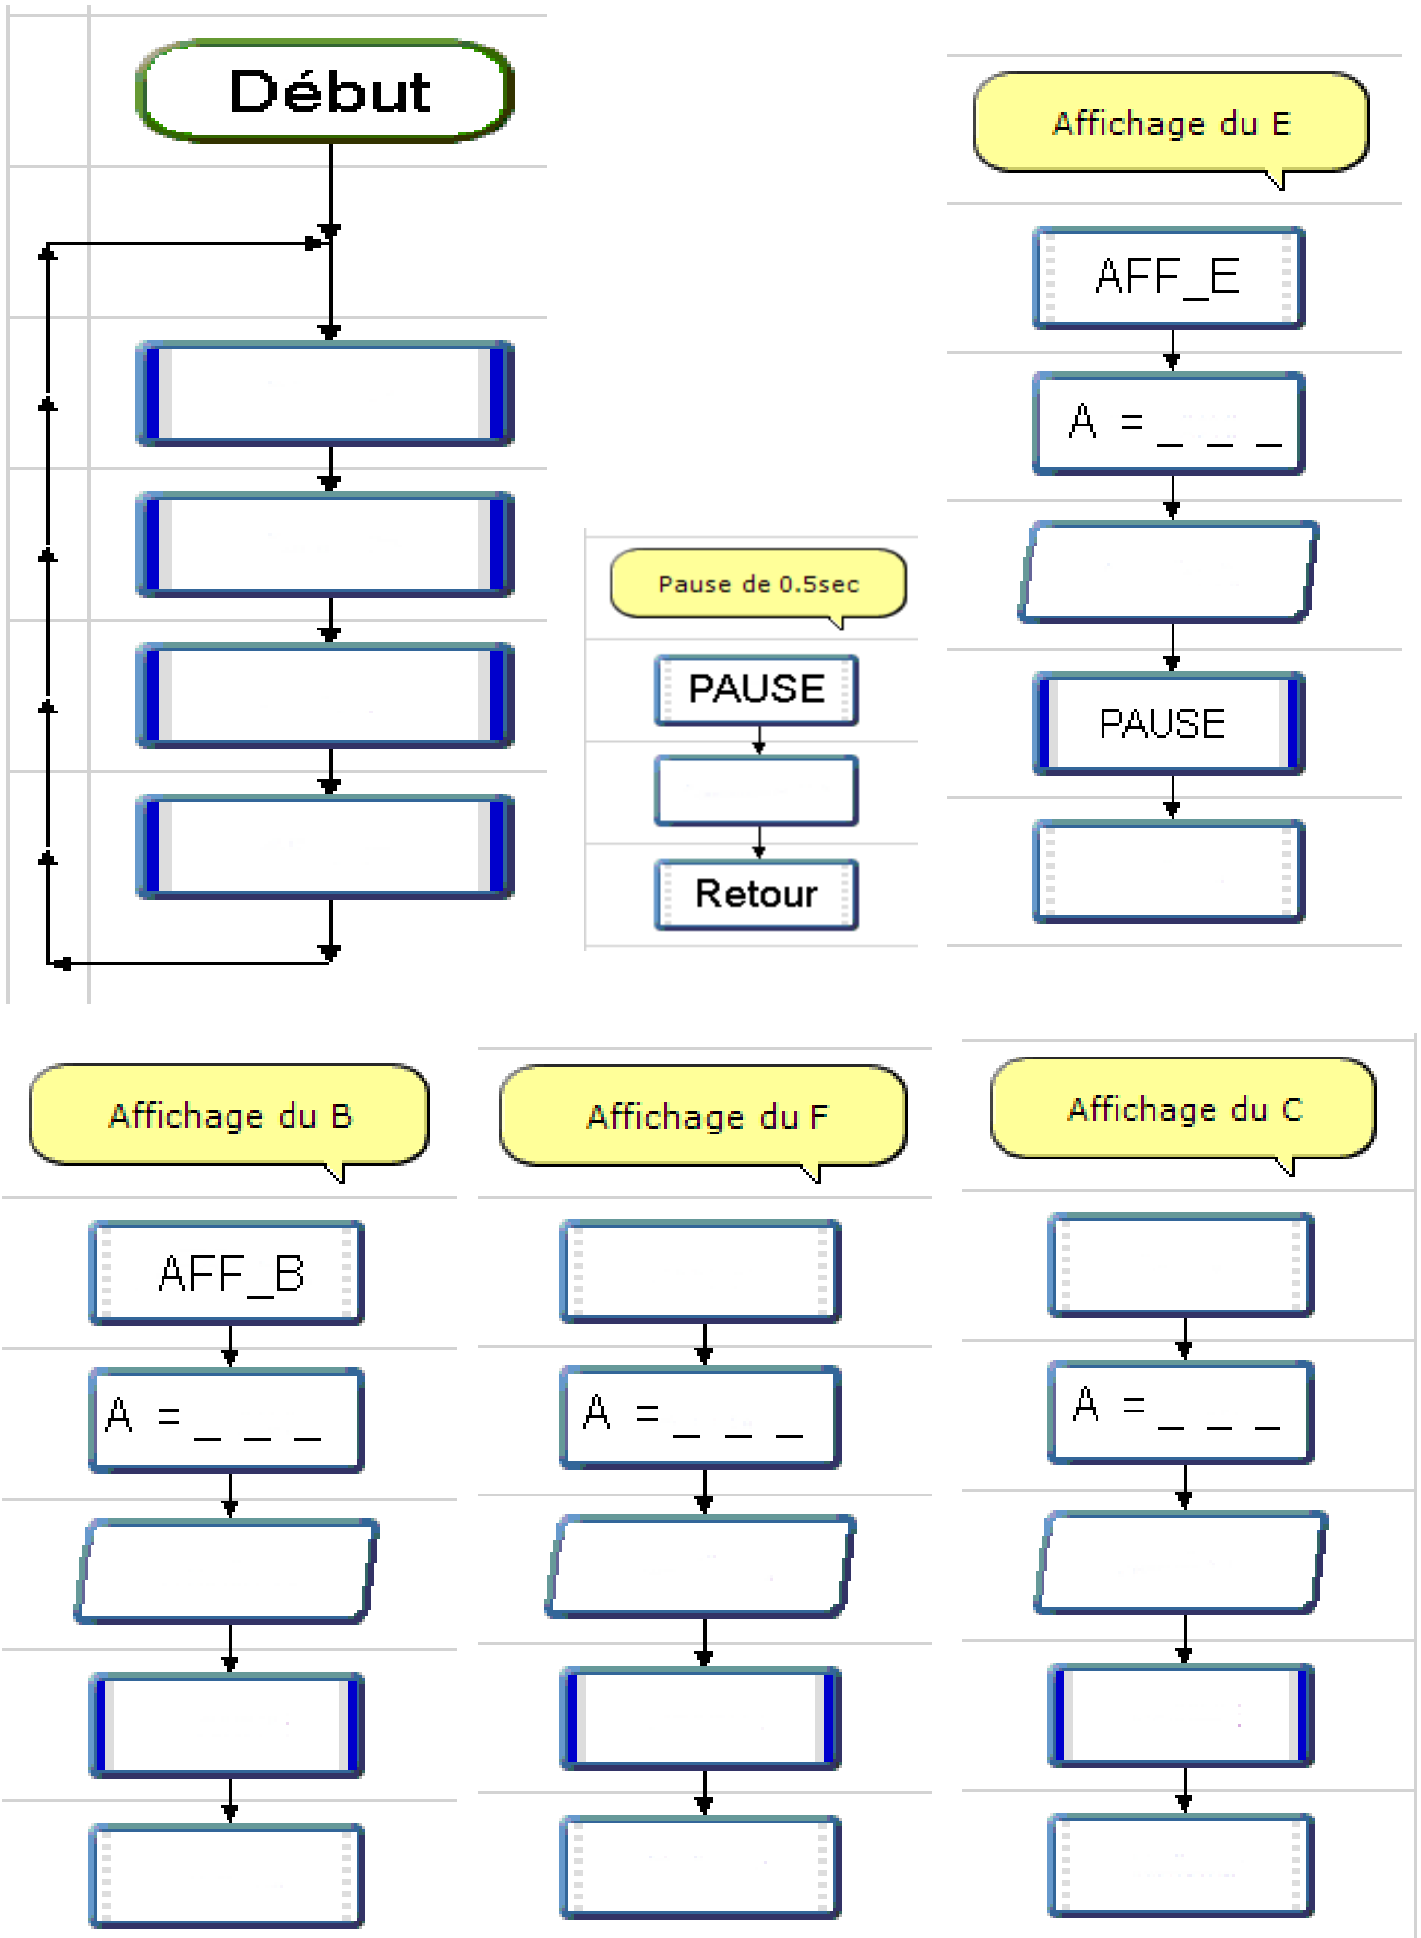 Début
Affichage du E
AFF_E
A = _ _ _
PAUSE
Pause de 0.5sec
PAUSE
Retour
Affichage du B
AFF_B
A = _ _ _
Affichage du F
A = _ _ _
Affichage du C
A = _ _ _